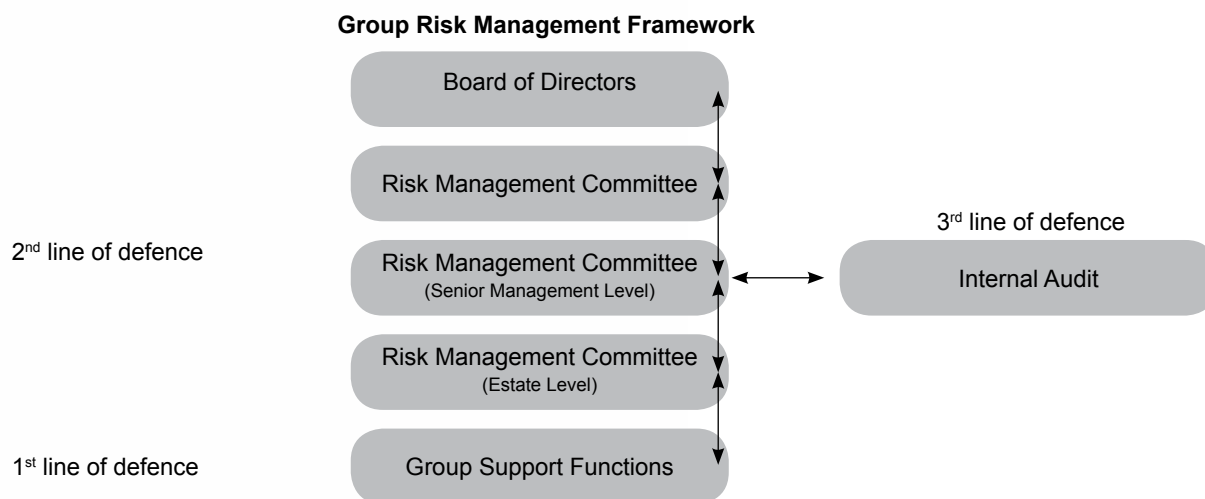 Group Risk Management Framework
Board of Directors
Risk Management Committee
3rd line of defence
2nd line of defence
Risk Management Committee
(Senior Management Level)
Internal Audit
Risk Management Committee
(Estate Level)
1st line of defence
Group Support Functions